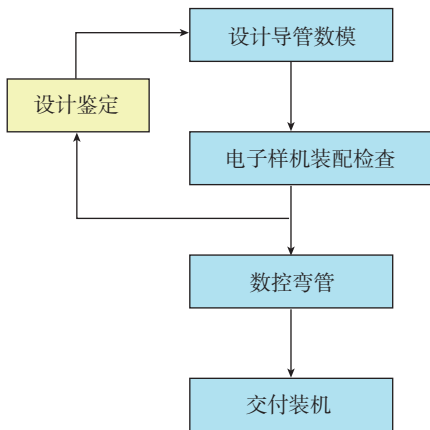 设计导管数模
设计鉴定
电子样机装配检查
数控弯管
交付装机